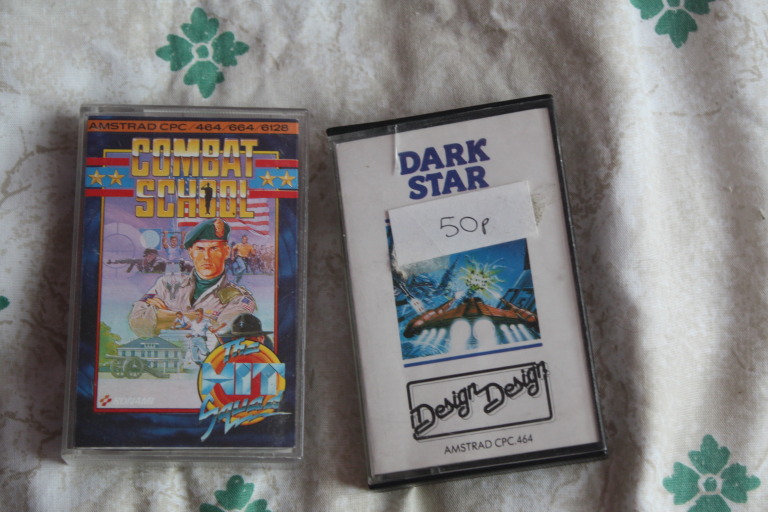 AMSTRAD CPC/464/664/6128
COMBAT
SCHOOL
THE
HIT
SQUAD
KONAMI
DARK
STAR
50p
Design Design
AMSTRAD CPC 464